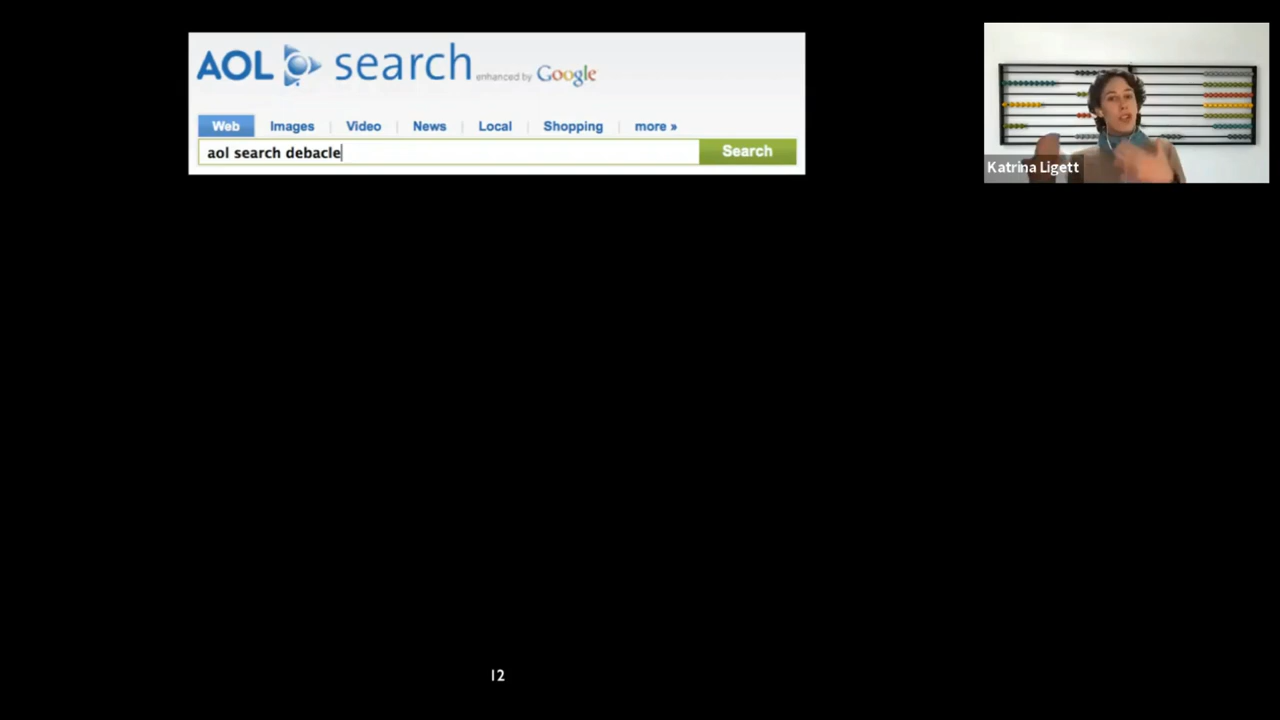 AOL search enhanced by Google
Web Images Video News Local Shopping more »
aol search debacle Search
Katrina Ligett
12